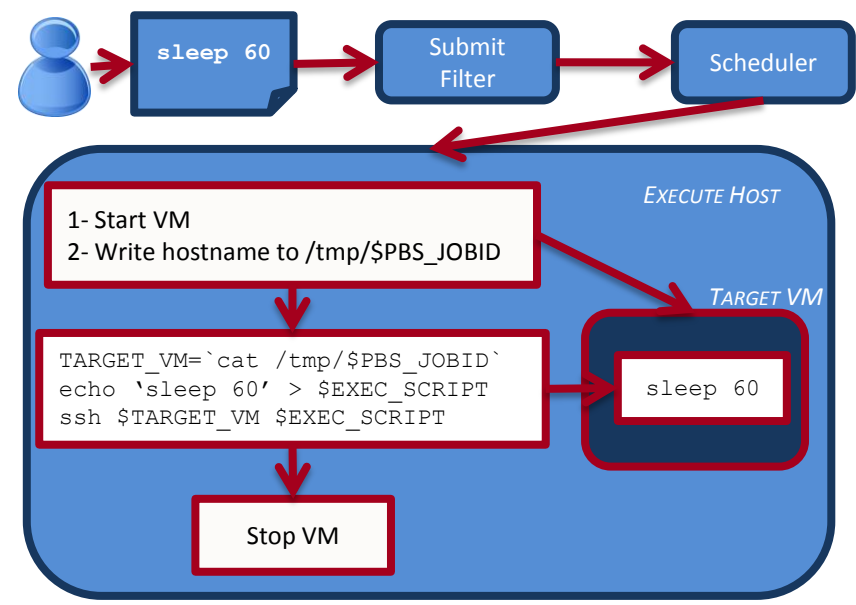 sleep 60
Submit
Filter
Scheduler
EXECUTE HOST
1- Start VM
2- Write hostname to /tmp/$PBS_JOBID
TARGET VM
TARGET_VM=`cat /tmp/$PBS_JOBID`
echo ‘sleep 60’ > $EXEC_SCRIPT
ssh $TARGET_VM $EXEC_SCRIPT
sleep 60
Stop VM